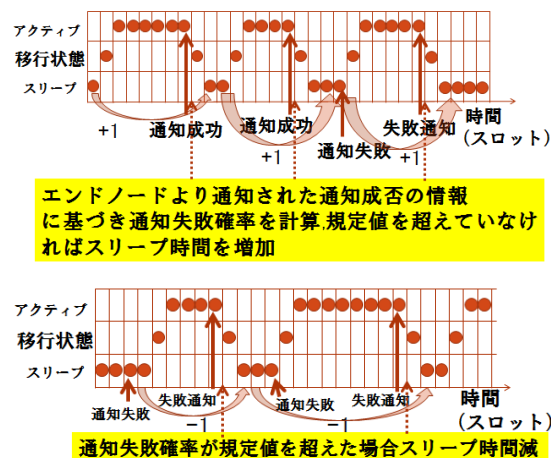 アクティブ
移行状態
スリープ
+1
通知成功
+1
通知成功
通知失敗
+1
失敗通知
時間
(スロット)
エンドノードより通知された通知成否の情報
に基づき通知失敗確率を計算,規定値を超えていなけ
ればスリープ時間を増加
アクティブ
移行状態
スリープ
通知失敗
失敗通知
−1
通知失敗
−1
失敗通知
時間
(スロット)
通知失敗確率が規定値を超えた場合スリープ時間減